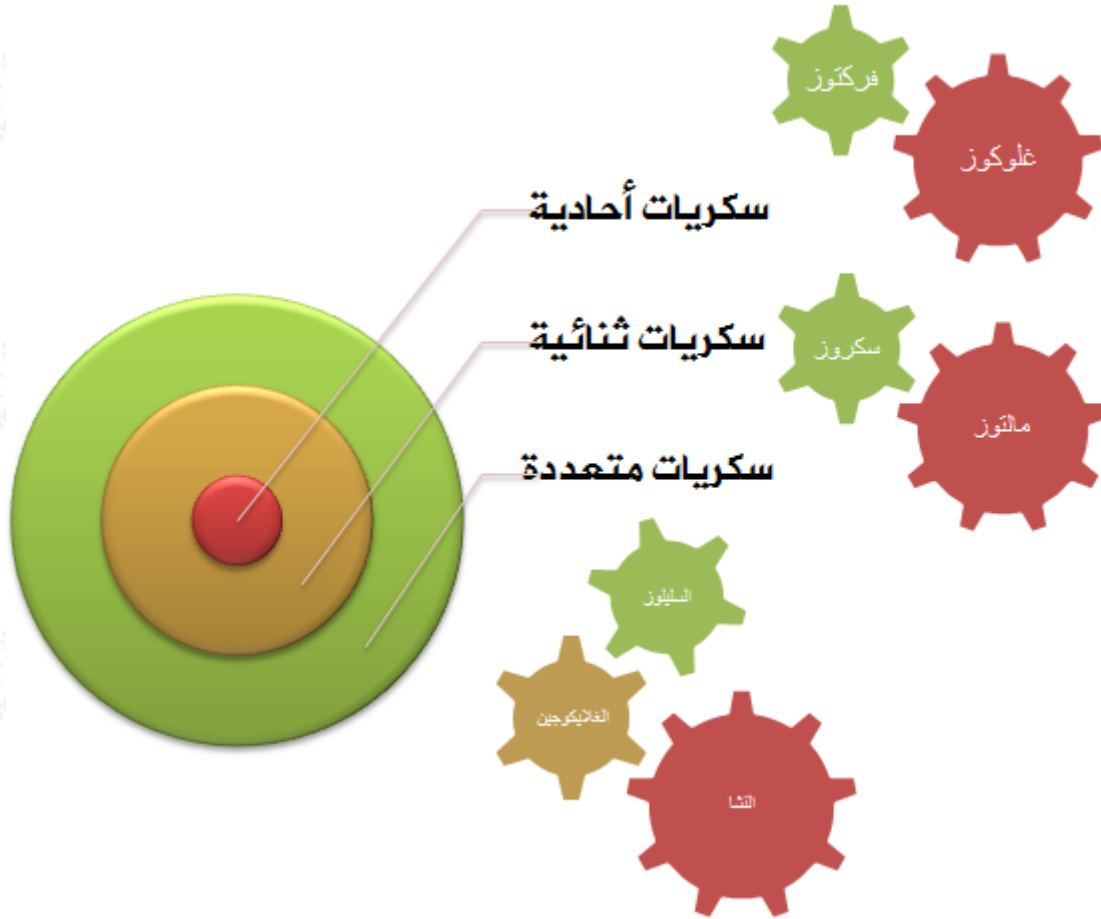 فركتوز
غلوكوز
سكريات أحادية
سكريات ثنائية
سكروز
مالتوز
سكريات متعددة
السليلوز
الغلايكوجين
النشا